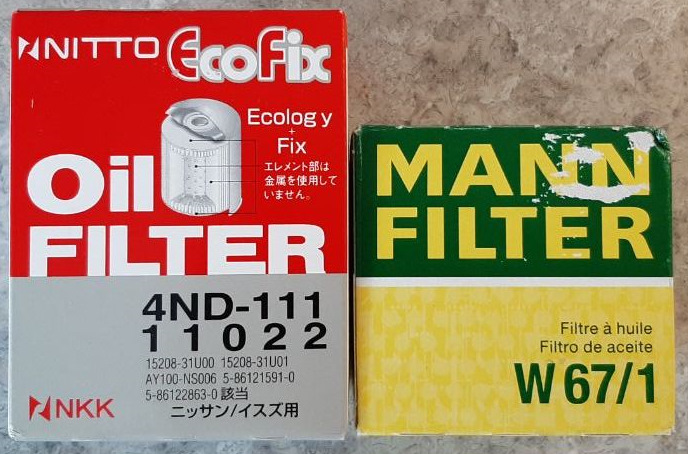 NITTO EcoFix
Ecology
+
Fix
エレメント部は
金属を使用して
いません。
Oil
FILTER
4ND-111
11022
15208-31U00 15208-31U01
AY100-NS006 5-86121591-0
5-86122863-0 該当
NKK
ニッサン/イスズ用
MANN
FILTER
Filtre à huile
Filtro de aceite
W 67/1